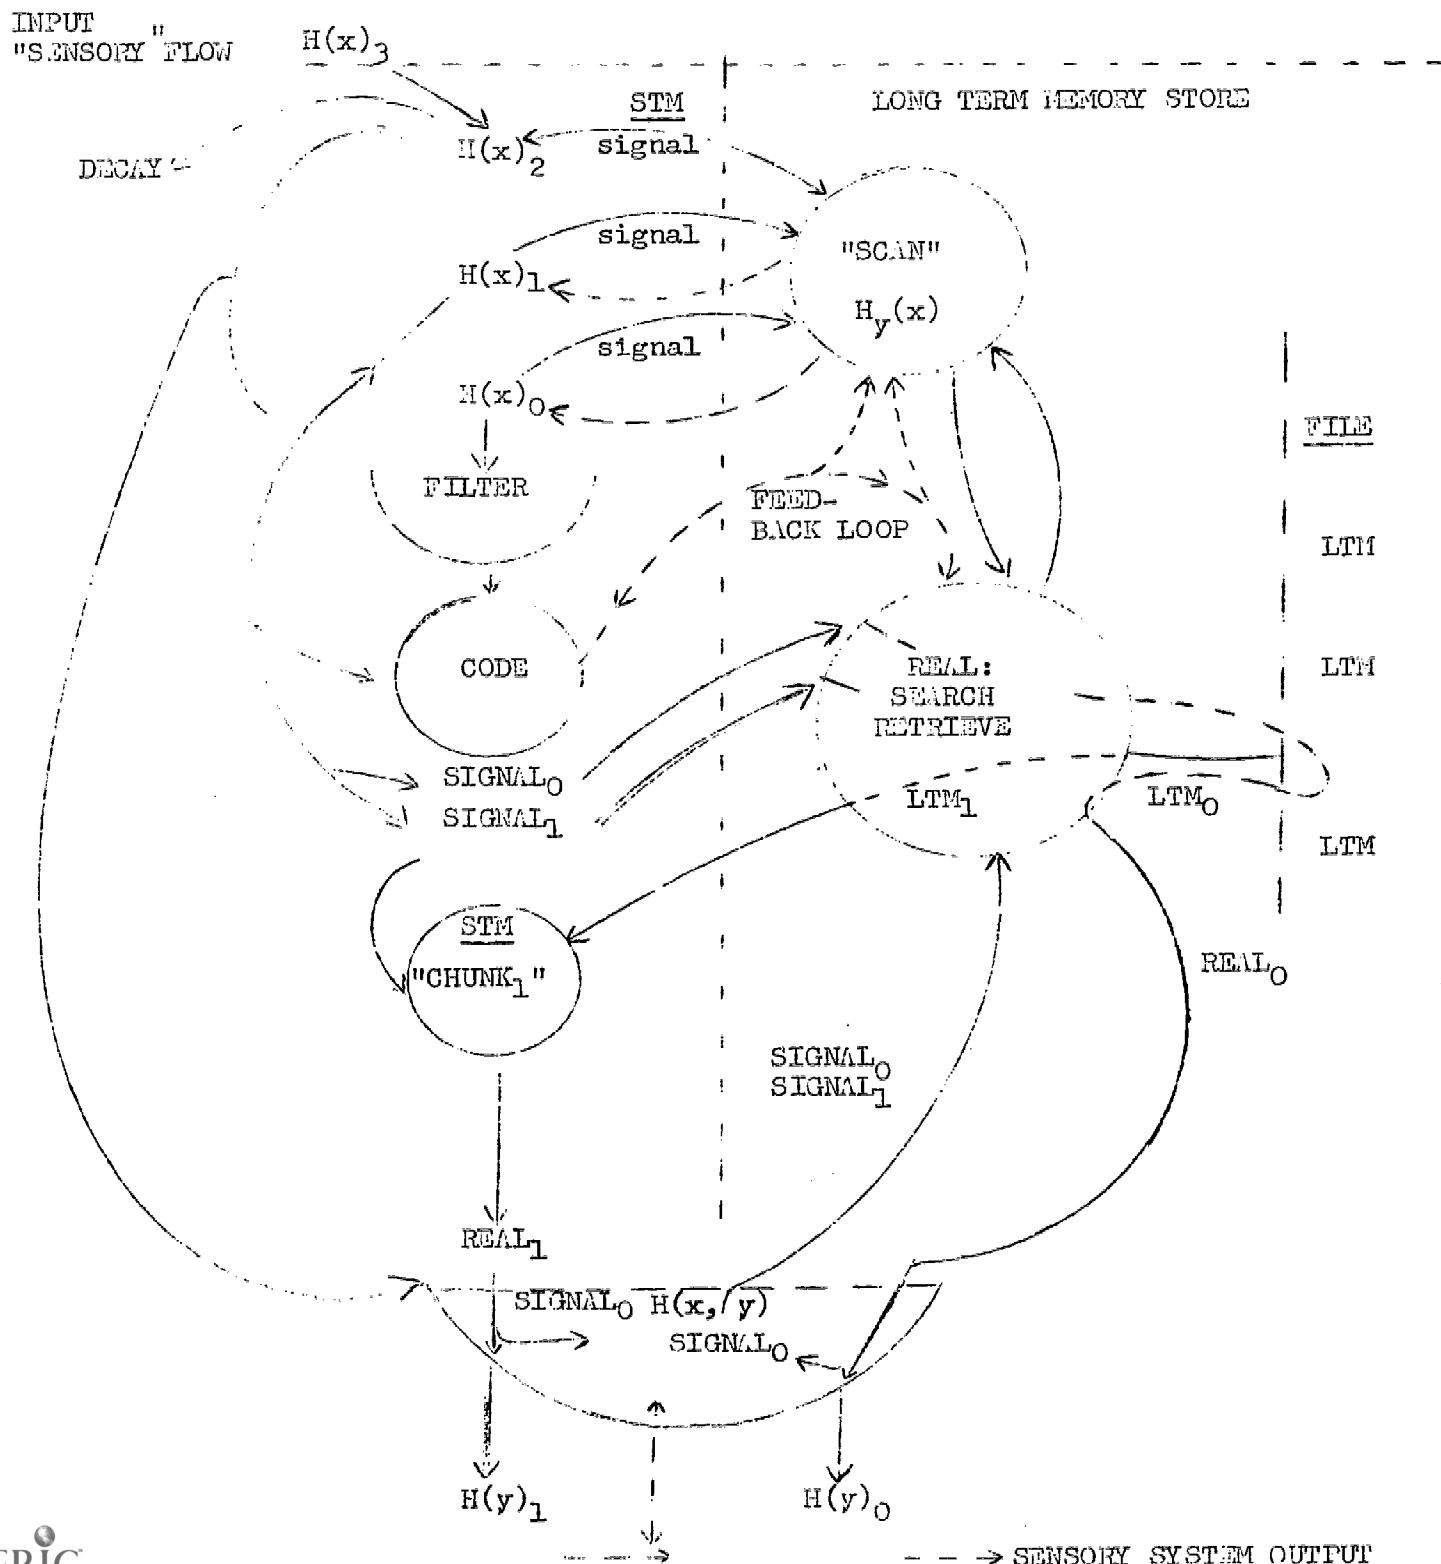 INPUT "
"SENSORY FLOW
H(x)3
STM
LONG TERM MEMORY STORE
signal
H(x)2
DECAY
signal
"SCAN"
H(x)1
Hy(x)
signal
H(x)0
FILE
FILTER
FEED-
BACK LOOP
LTM
CODE
REAL:
SEARCH
RETRIEVE
LTM
SIGNAL0
SIGNAL1
LTM1
LTM0
LTM
STM
"CHUNK1"
REAL0
SIGNAL0
SIGNAL1
REAL1
SIGNAL0 H(x, y)
SIGNAL0
H(y)1
H(y)0
ERIC
SENSORY SYSTEM OUTPUT